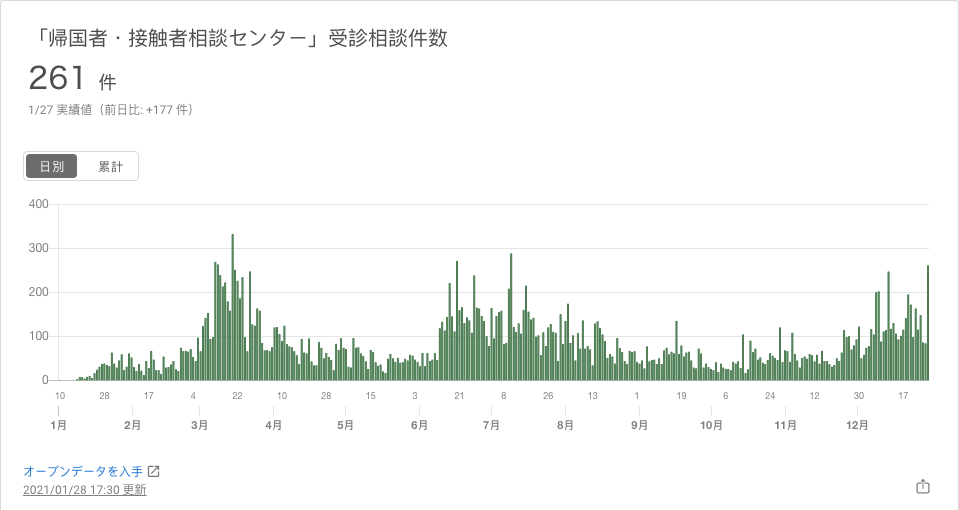 「帰国者・接触者相談センター」受診相談件数
261 件
1/27 実績値（前日比: +177 件）
日別 累計
400
300
200
100
0
10 28 17 4 22 10 28 15 3 21 8 26 13 1 19 6 24 12 30 17
1月 2月 3月 4月 5月 6月 7月 8月 9月 10月 11月 12月
オープンデータを入手
2021/01/28 17:30 更新